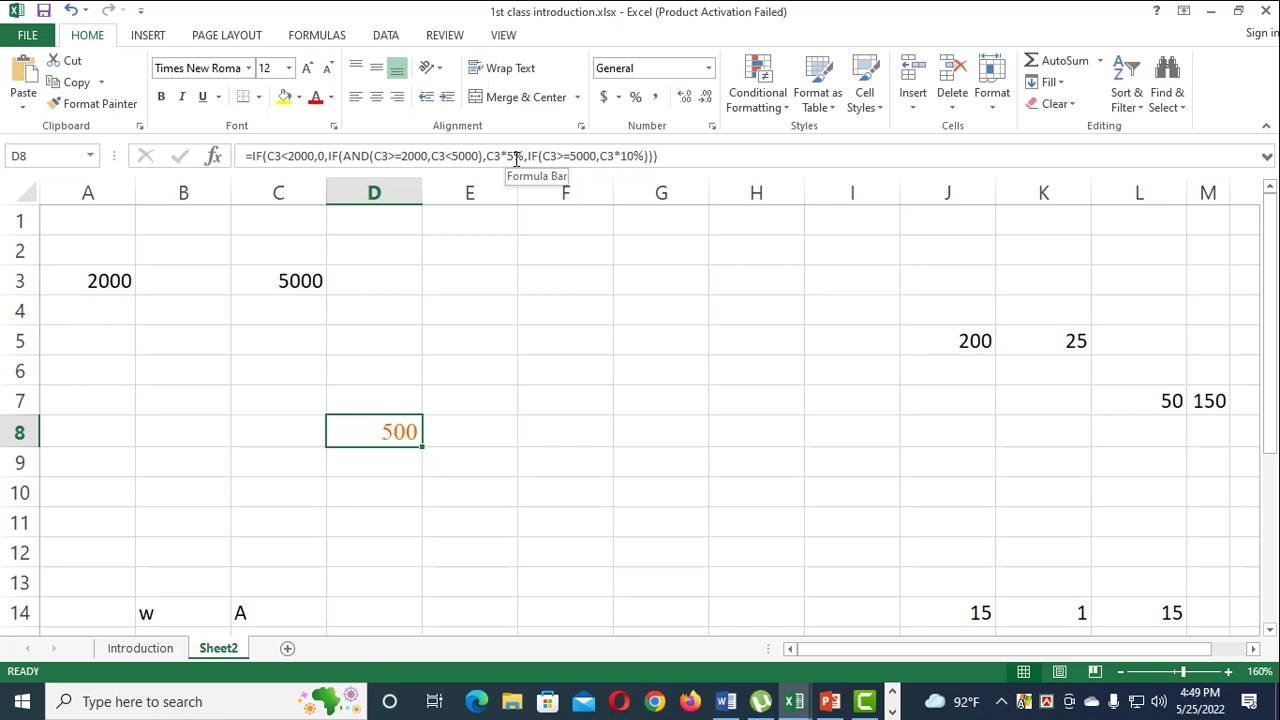 1st class introduction.xlsx - Excel (Product Activation Failed)
?
FILE HOME INSERT PAGE LAYOUT FORMULAS DATA REVIEW VIEW Sign in
Paste
Cut
Copy
Format Painter
Clipboard
Times New Roma 12
B I U
Font
Wrap Text
Merge & Center
Alignment
General
$ % ,
Number
Conditional Formatting
Format as Table
Cell Styles
Styles
Insert
Delete
Format
Cells
AutoSum
Fill
Clear
Sort & Filter
Find & Select
Editing
D8 fx =IF(C3<2000,0,IF(AND(C3>=2000,C3<5000),C3*5%,IF(C3>=5000,C3*10%)))
Formula Bar
A B C D E F G H I J K L M
1
2
3 2000 5000
4
5 200 25
6
7 50 150
8 500
9
10
11
12
13
14 w A 15 1 15
Introduction Sheet2
READY 160%
Type here to search 92°F 4:49 PM
5/25/2022